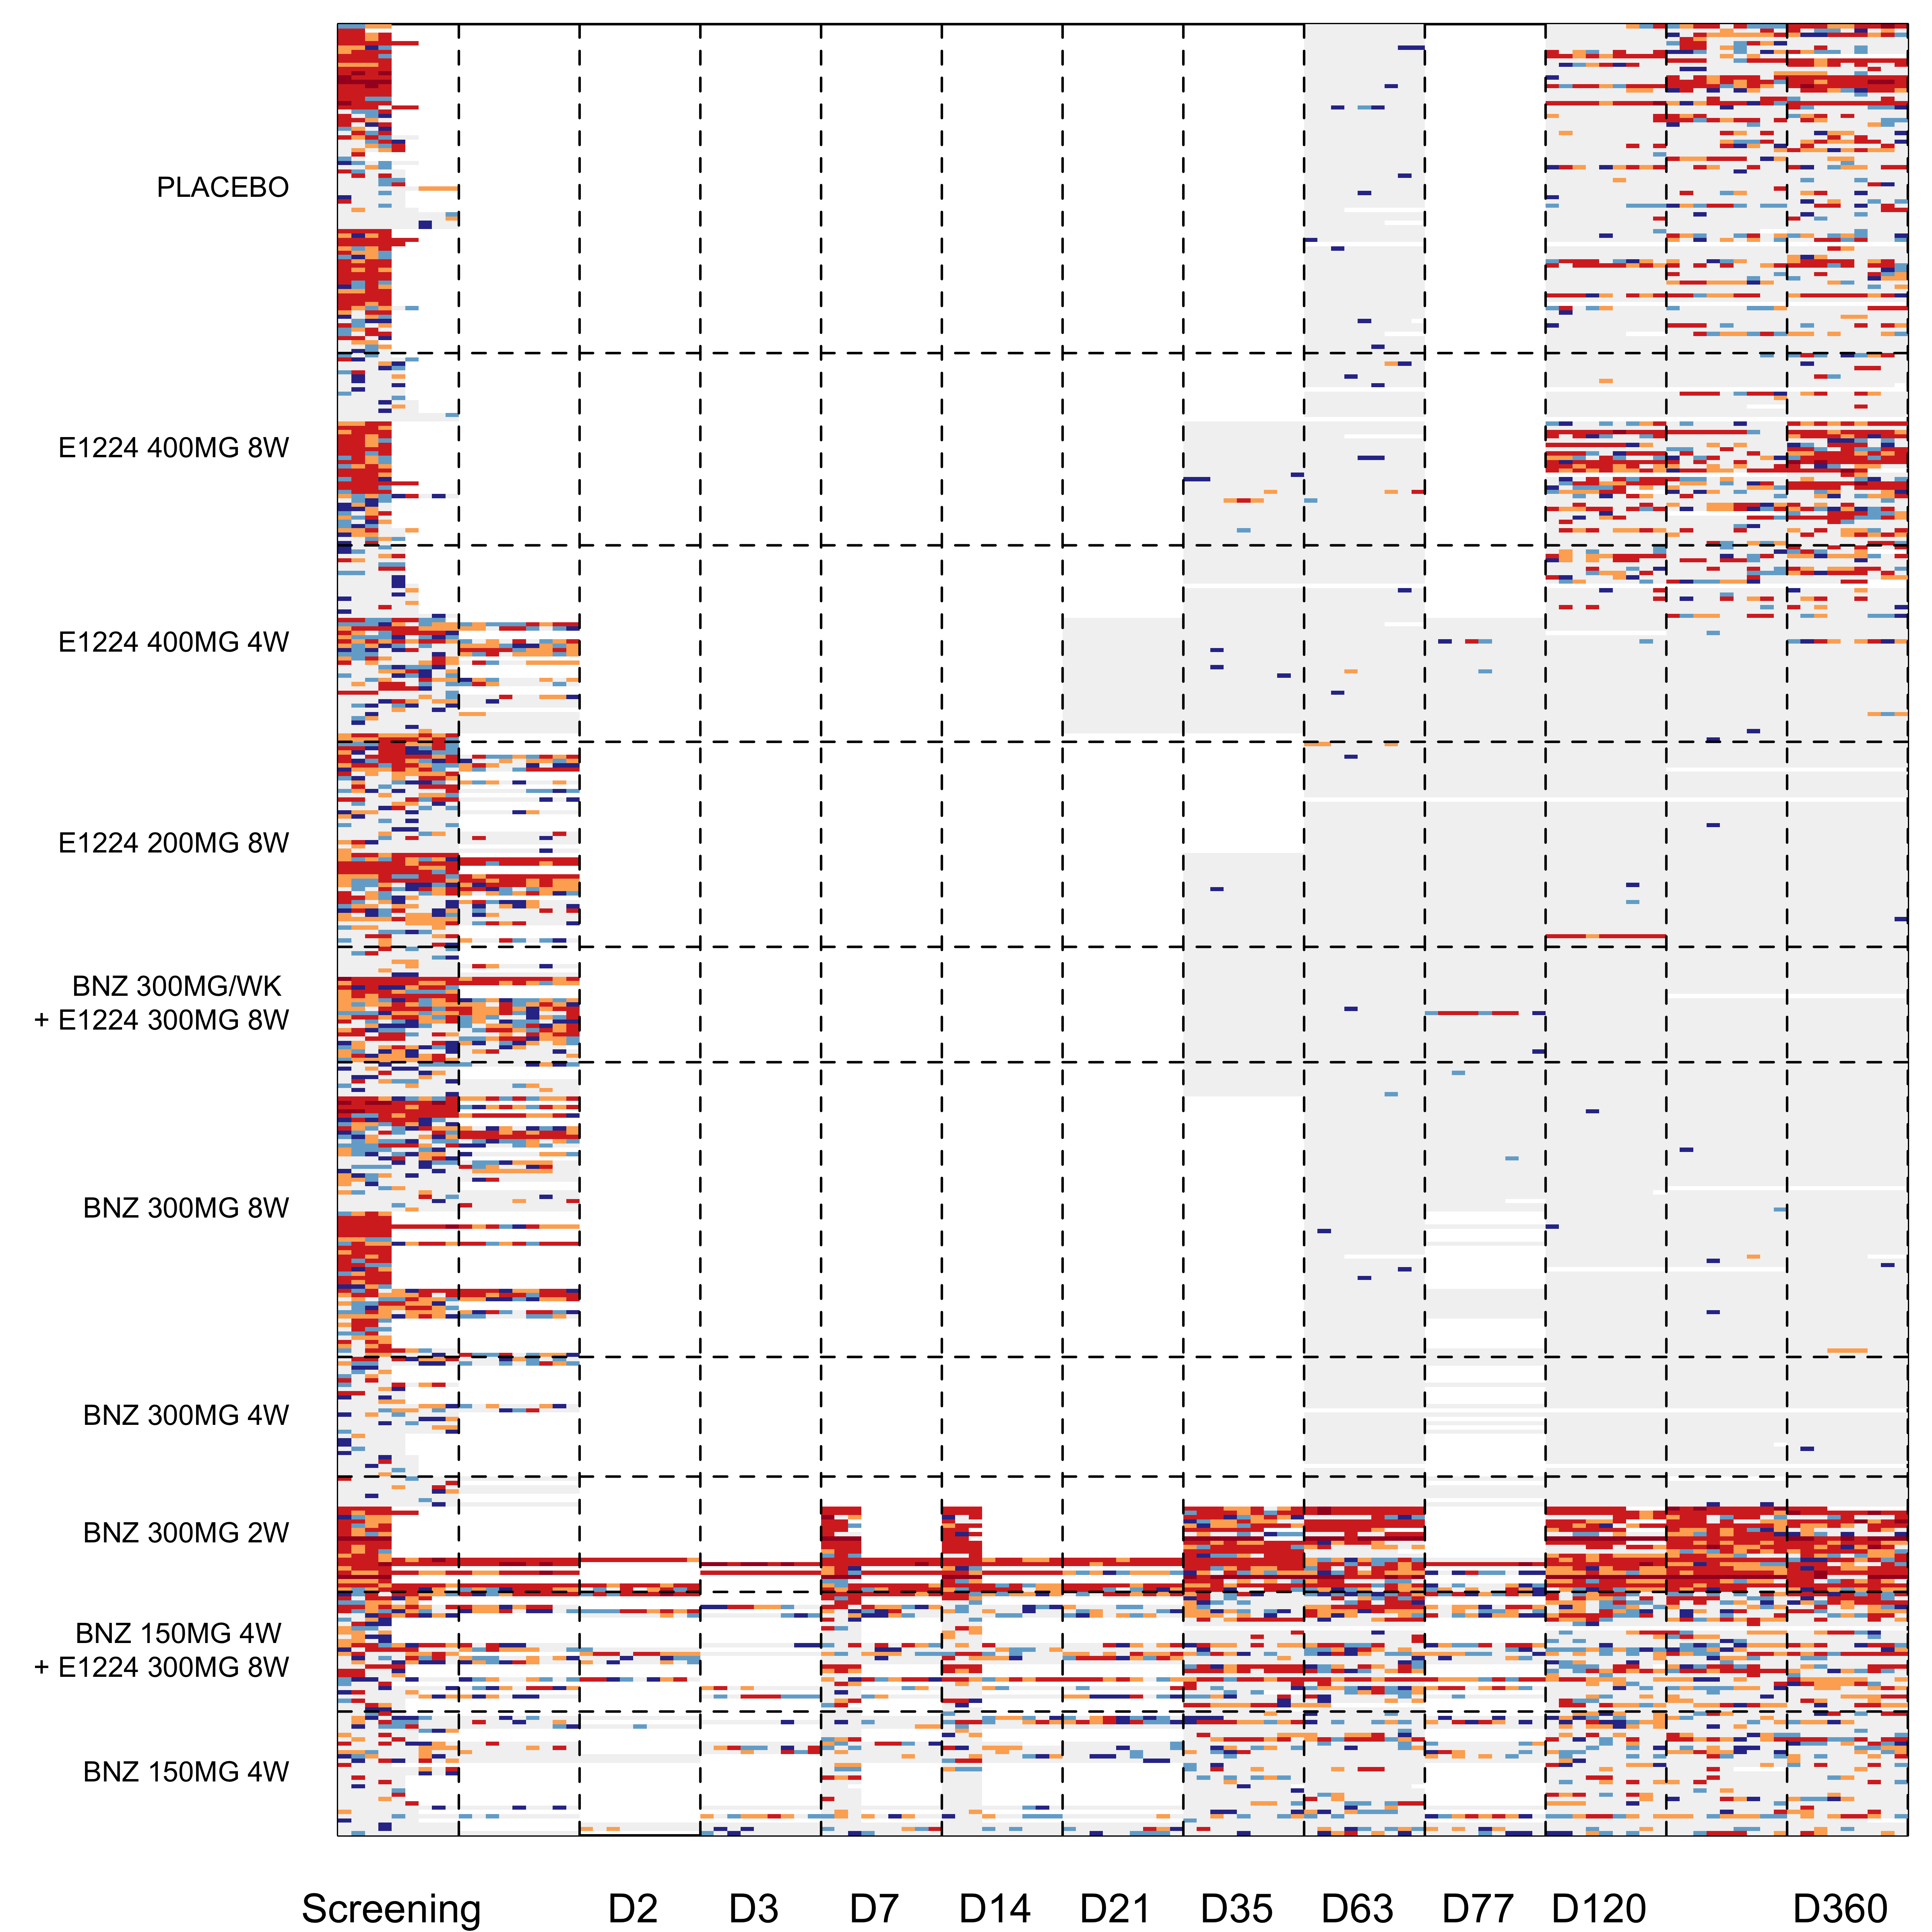 PLACEBO
E1224 400MG 8W
E1224 400MG 4W
E1224 200MG 8W
BNZ 300MG/WK
+ E1224 300MG 8W
BNZ 300MG 8W
BNZ 300MG 4W
BNZ 300MG 2W
BNZ 150MG 4W
+ E1224 300MG 8W
BNZ 150MG 4W
Screening D2 D3 D7 D14 D21 D35 D63 D77 D120 D360